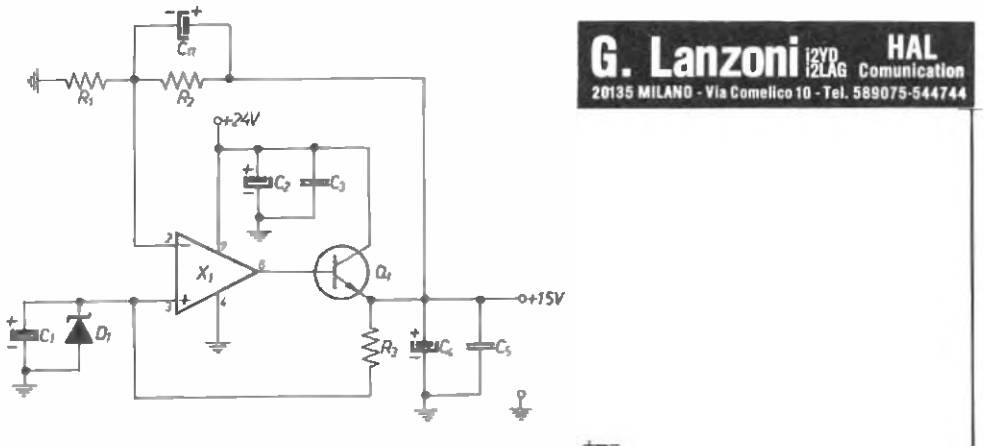 - +
Cn
R1
R2
+24V
+
-
C2
C3
2
-
7
X1
6
Q1
3
+
4
+15V
+
-
C1
D1
R3
+
-
C4
C5
G. Lanzoni i2YD i2LAG HAL Comunication
20135 MILANO - Via Comelico 10 - Tel. 589075-544744